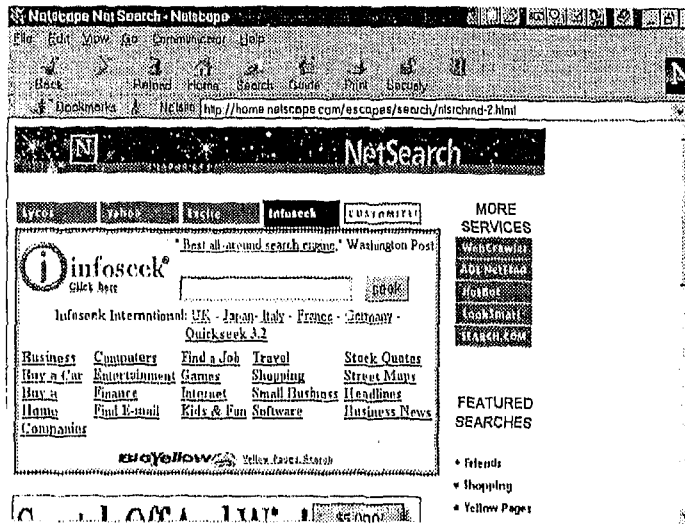 Netscape Net Search - Netscape
File Edit View Go Communicator Help
Back Reload Home Search Guide Print Security
Bookmarks Netsite http://home.netscape.com/escapes/search/ntsrchrnd-2.html
N NetSearch
Lycos Yahoo Excite Infoseek CUSTOMIZE!
"Best all-around search engine," Washington Post
infoseek®
Click here
seek
Infoseek International: UK - Japan- Italy - France - Germany -
Quickseek 3.2
Business Computers Find a Job Travel Stock Quotes
Buy a Car Entertainment Games Shopping Street Maps
Buy a Finance Internet Small Business Headlines
Home Find E-mail Kids & Fun Software Business News
Companies
BigYellow Yellow Pages Search
MORE
SERVICES
WebCrawler
AOL NetFind
HotBot
LookSmart
SEARCH.COM
FEATURED
SEARCHES
• Friends
• Shopping
• Yellow Pages
$5,000!